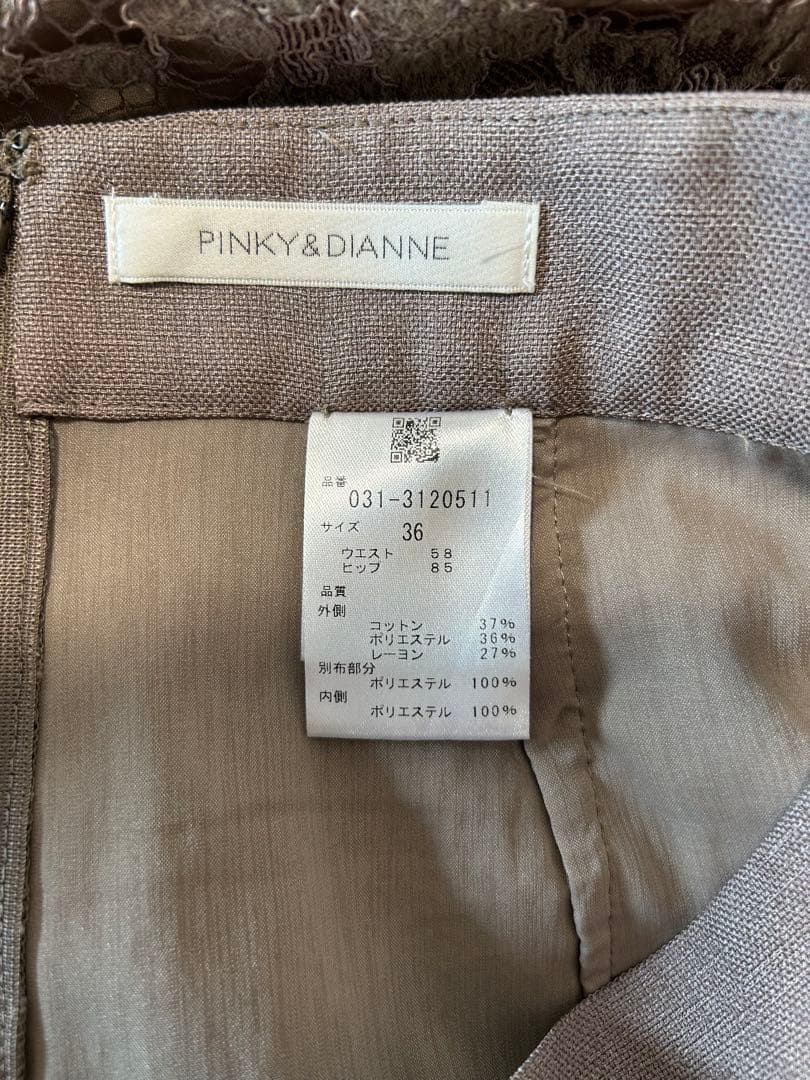 PINKY&DIANNE
品番
031-3120511
サイズ 36
ウエスト 58
ヒップ 85
品質
外側
コットン 37%
ポリエステル 36%
レーヨン 27%
別布部分
ポリエステル 100%
内側
ポリエステル 100%